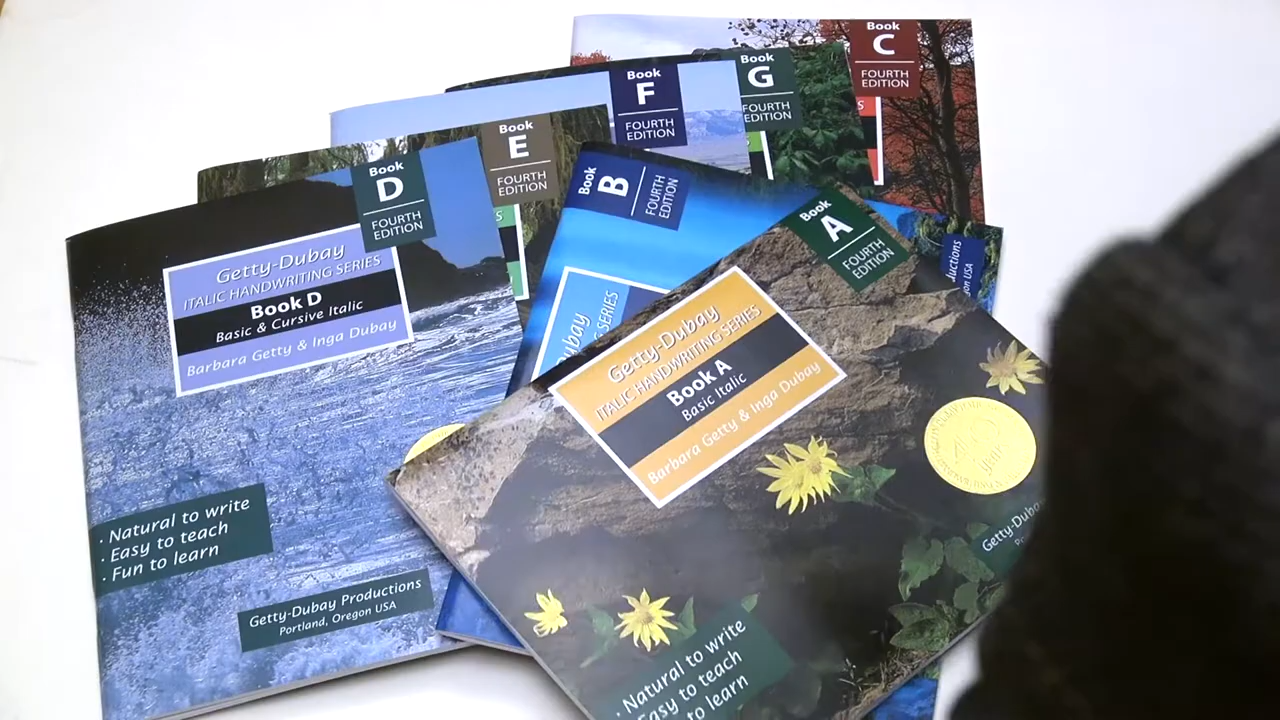 Book
C
FOURTH
EDITION
Book
G
FOURTH
EDITION
Book
F
FOURTH
EDITION
Book
E
FOURTH
EDITION
Book
D
FOURTH
EDITION
Getty-Dubay
ITALIC HANDWRITING SERIES
Book D
Basic & Cursive Italic
Barbara Getty & Inga Dubay
· Natural to write
· Easy to teach
· Fun to learn
Getty-Dubay Productions
Portland, Oregon USA
Book
B
FOURTH
EDITION
SERIES
Book
A
FOURTH
EDITION
Getty-Dubay
ITALIC HANDWRITING SERIES
Book A
Basic Italic
Barbara Getty & Inga Dubay
· Natural to write
Easy to teach
to learn
Getty-Dubay
USA